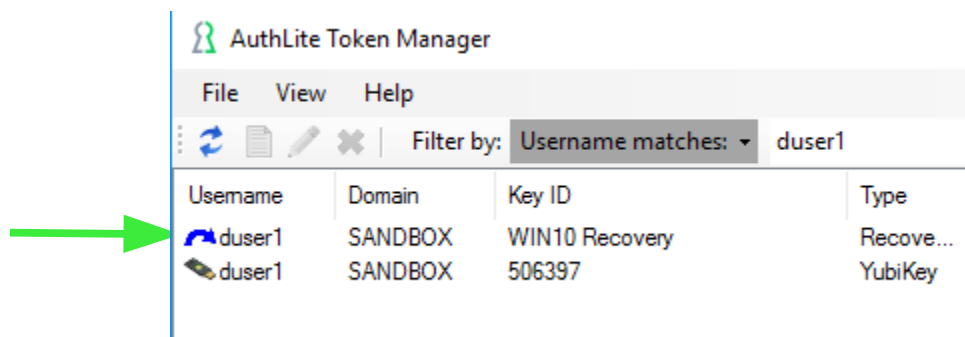 AuthLite Token Manager
File View Help
Filter by: Username matches: duser1
Username Domain Key ID Type
duser1 SANDBOX WIN10 Recovery Recove...
duser1 SANDBOX 506397 YubiKey